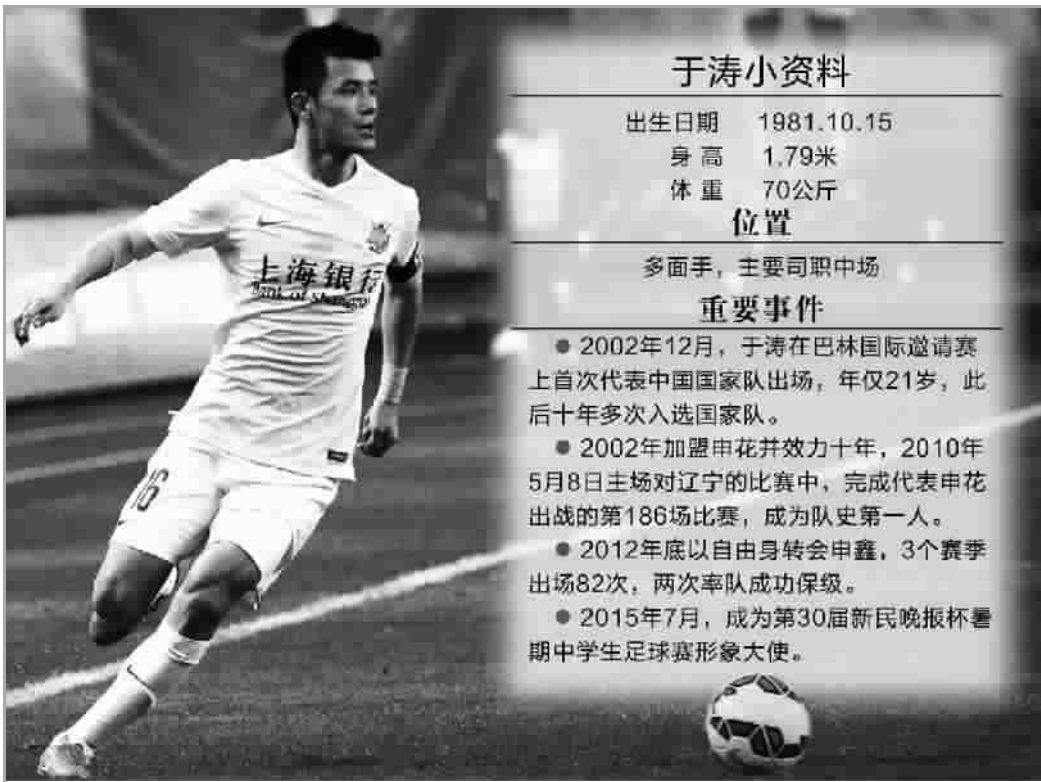 于涛小资料
出生日期 1981.10.15
身高 1.79米
体重 70公斤
位置
多面手，主要司职中场
重要事件
● 2002年12月，于涛在巴林国际邀请赛
上首次代表中国国家队出场，年仅21岁，此
后十年多次入选国家队。
● 2002年加盟申花并效力十年，2010年
5月8日主场对辽宁的比赛中，完成代表申花
出战的第186场比赛，成为队史第一人。
● 2012年底以自由身转会申鑫，3个赛季
出场82次，两次率队成功保级。
● 2015年7月，成为第30届新民晚报杯暑
期中学生足球赛形象大使。
上海银行
Bank of Shangha
16